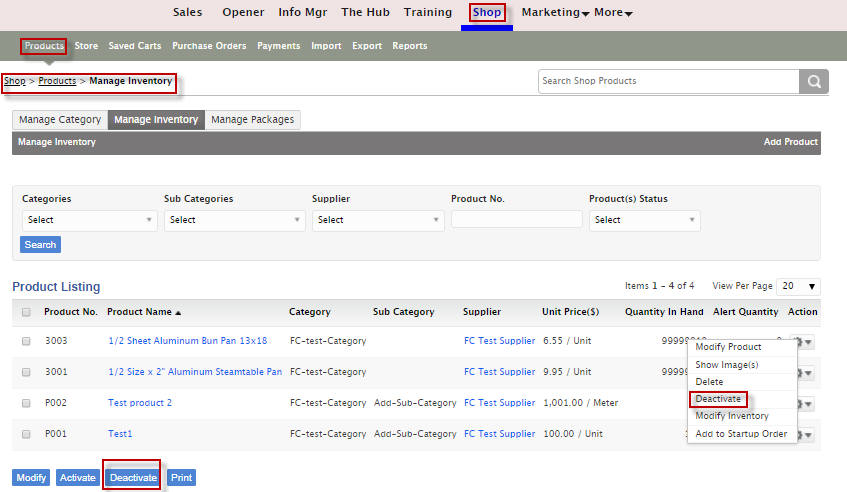 Sales Opener Info Mgr The Hub Training Shop Marketing More
Products Store Saved Carts Purchase Orders Payments Import Export Reports
Shop > Products > Manage Inventory
Search Shop Products
Manage Category Manage Inventory Manage Packages
Manage Inventory Add Product
Categories Sub Categories Supplier Product No. Product(s) Status
Select Select Select Select
Search
Product Listing Items 1 - 4 of 4 View Per Page 20
Product No. Product Name Category Sub Category Supplier Unit Price($) Quantity In Hand Alert Quantity Action
3003 1/2 Sheet Aluminum Bun Pan 13x18 FC-test-Category FC Test Supplier 6.55 / Unit
Modify Product
Show Image(s)
3001 1/2 Size x 2" Aluminum Steamtable Pan FC-test-Category FC Test Supplier 9.95 / Unit
Delete
Deactivate
P002 Test product 2 FC-test-Category Add-Sub-Category FC Test Supplier 1,001.00 / Meter
Modify Inventory
P001 Test1 FC-test-Category Add-Sub-Category FC Test Supplier 100.00 / Unit
Add to Startup Order
Modify Activate Deactivate Print